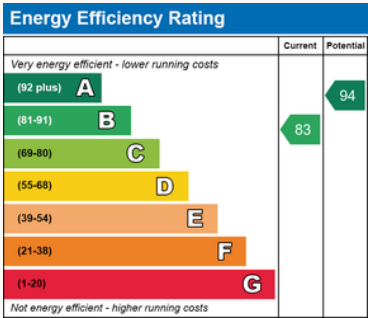 Energy Efficiency Rating
Current Potential
Very energy efficient - lower running costs
(92 plus) A
94
(81-91) B
83
(69-80) C
(55-68) D
(39-54) E
(21-38) F
(1-20) G
Not energy efficient - higher running costs